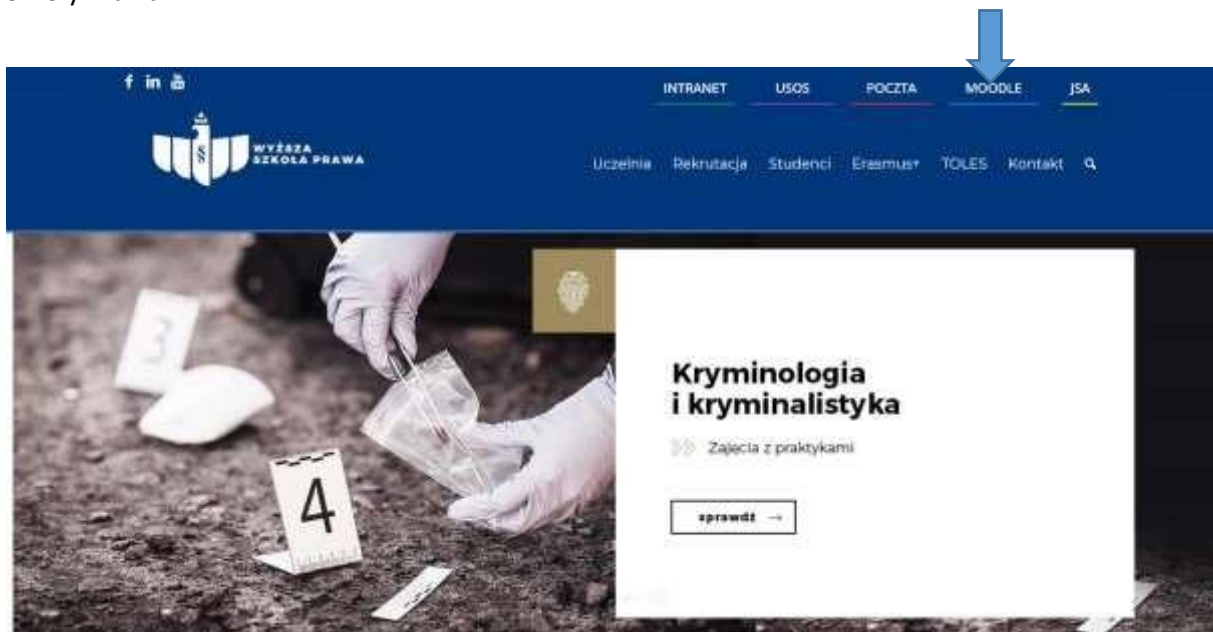 f in
INTRANET USOS POCZTA MOODLE JSA
WYŻSZA
SZKOŁA PRAWA
Uczelnia Rekrutacja Studenci Erasmus+ TOLES Kontakt
3
4
Kryminologia
i kryminalistyka
Zajęcia z praktykami
sprawdź →